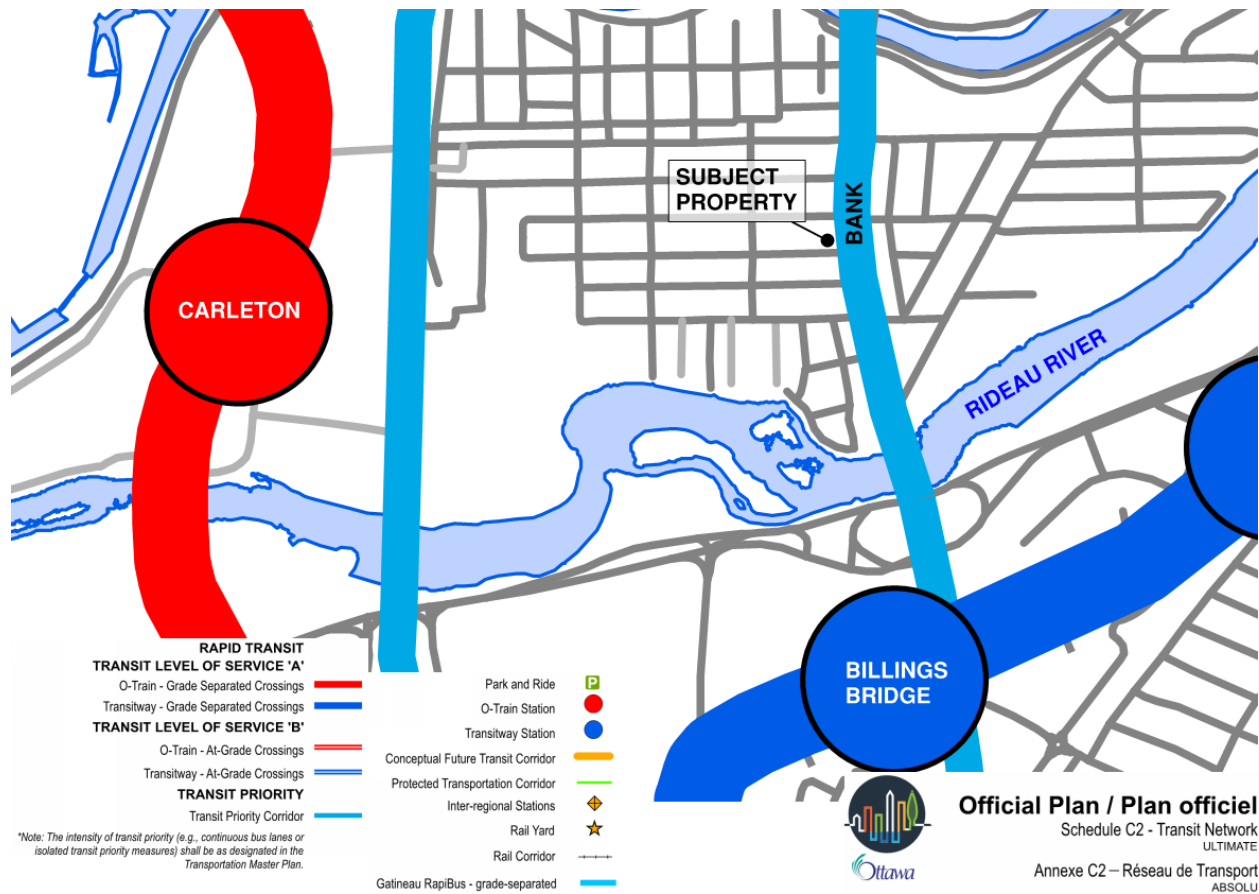 SUBJECT
PROPERTY
BANK
CARLETON
RIDEAU RIVER
BILLINGS
BRIDGE
RAPID TRANSIT
TRANSIT LEVEL OF SERVICE 'A'
O-Train - Grade Separated Crossings
Transitway - Grade Separated Crossings
TRANSIT LEVEL OF SERVICE 'B'
O-Train - At-Grade Crossings
Transitway - At-Grade Crossings
TRANSIT PRIORITY
Transit Priority Corridor
*Note: The intensity of transit priority (e.g., continuous bus lanes or
isolated transit priority measures) shall be as designated in the
Transportation Master Plan.
Park and Ride P
O-Train Station
Transitway Station
Conceptual Future Transit Corridor
Protected Transportation Corridor
Inter-regional Stations
Rail Yard
Rail Corridor
Gatineau RapiBus - grade-separated
Ottawa
Official Plan / Plan officiel
Schedule C2 - Transit Network
ULTIMATE
Annexe C2 – Réseau de Transport
ABSOLU